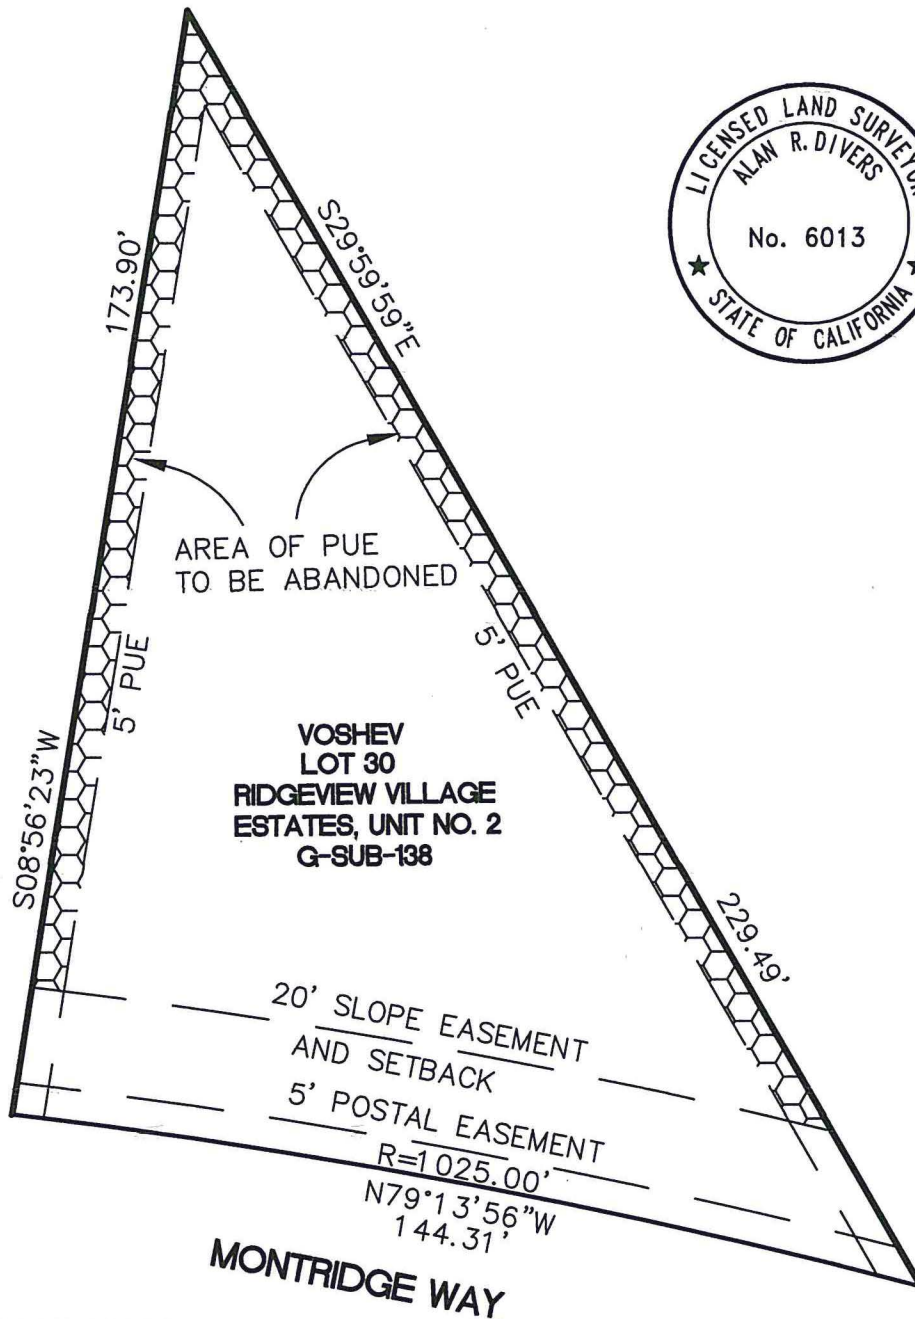 LICENSED LAND SURVEYOR
ALAN R. DIVERS
No. 6013
STATE OF CALIFORNIA
173.90'
S29°59'59"E
AREA OF PUE
TO BE ABANDONED
5' PUE
5' PUE
S08°56'23"W
VOSHEV
LOT 30
RIDGEVIEW VILLAGE
ESTATES, UNIT NO. 2
G-SUB-138
229.49'
20' SLOPE EASEMENT
AND SETBACK
5' POSTAL EASEMENT
R=1025.00'
N79°13'56"W
144.31'
MONTRIDGE WAY